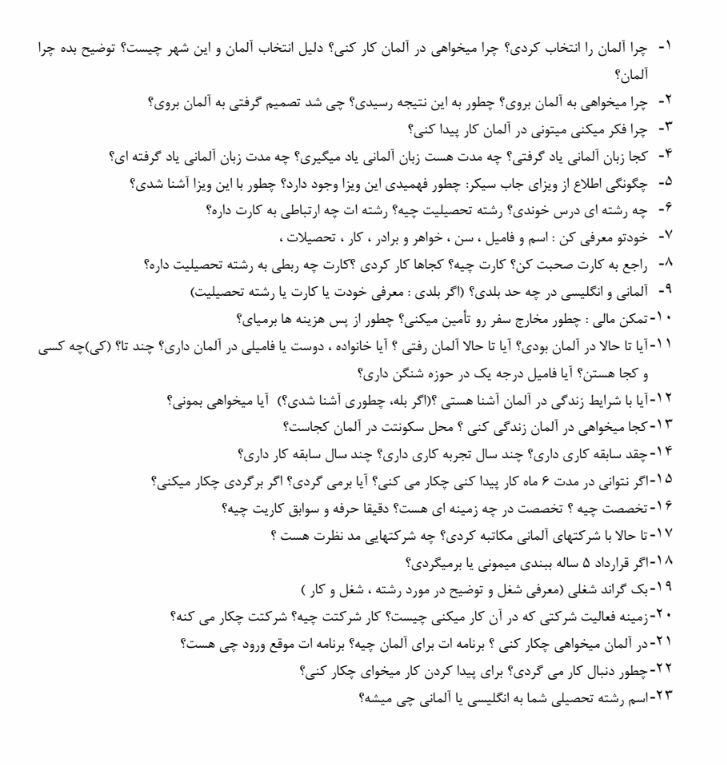 ۱- چرا آلمان را انتخاب کردی؟ چرا میخواهی در آلمان کار کنی؟ دلیل انتخاب آلمان و این شهر چیست؟ توضیح بده چرا
آلمان؟
۲- چرا میخواهی به آلمان بروی؟ چطور به این نتیجه رسیدی؟ چی شد تصمیم گرفتی به آلمان بروی؟
۳- چرا فکر میکنی میتونی در آلمان کار پیدا کنی؟
۴- کجا زبان آلمانی یاد گرفتی؟ چه مدت هست زبان آلمانی یاد میگیری؟ چه مدت زبان آلمانی یاد گرفته ای؟
۵- چگونگی اطلاع از ویزای جاب سیکر: چطور فهمیدی این ویزا وجود دارد؟ چطور با این ویزا آشنا شدی؟
۶- چه رشته ای درس خوندی؟ رشته تحصیلیت چیه؟ رشته ات چه ارتباطی به کارت داره؟
۷- خودتو معرفی کن : اسم و فامیل ، سن ، خواهر و برادر ، کار ، تحصیلات ،
۸- راجع به کارت صحبت کن؟ کارت چیه؟ کجاها کار کردی ؟کارت چه ربطی به رشته تحصیلیت داره؟
۹- آلمانی و انگلیسی در چه حد بلدی؟ (اگر بلدی : معرفی خودت یا کارت یا رشته تحصیلیت)
۱۰-تمکن مالی : چطور مخارج سفر رو تأمین میکنی؟ چطور از پس هزینه ها برمیای؟
۱۱-آیا تا حالا در آلمان بودی؟ آیا تا حالا آلمان رفتی ؟ آیا خانواده ، دوست یا فامیلی در آلمان داری؟ چند تا؟ (کی)چه کسی
و کجا هستن؟ آیا فامیل درجه یک در حوزه شنگن داری؟
۱۲-آیا با شرایط زندگی در آلمان آشنا هستی ؟(اگر بله، چطوری آشنا شدی؟) آیا میخواهی بمونی؟
۱۳-کجا میخواهی در آلمان زندگی کنی ؟ محل سکونتت در آلمان کجاست؟
۱۴-چقد سابقه کاری داری؟ چند سال تجربه کاری داری؟ چند سال سابقه کار داری؟
۱۵-اگر نتوانی در مدت ۶ ماه کار پیدا کنی چکار می کنی؟ آیا برمی گردی؟ اگر برگردی چکار میکنی؟
۱۶-تخصصت چیه ؟ تخصصت در چه زمینه ای هست؟ دقیقا حرفه و سوابق کاریت چیه؟
۱۷-تا حالا با شرکتهای آلمانی مکاتبه کردی؟ چه شرکتهایی مد نظرت هست ؟
۱۸-اگر قرارداد ۵ ساله ببندی میمونی یا برمیگردی؟
۱۹-بک گراند شغلی (معرفی شغل و توضیح در مورد رشته ، شغل و کار )
۲۰-زمینه فعالیت شرکتی که در آن کار میکنی چیست؟ کار شرکتت چیه؟ شرکتت چکار می کنه؟
۲۱-در آلمان میخواهی چکار کنی ؟ برنامه ات برای آلمان چیه؟ برنامه ات موقع ورود چی هست؟
۲۲-چطور دنبال کار می گردی؟ برای پیدا کردن کار میخوای چکار کنی؟
۲۳-اسم رشته تحصیلی شما به انگلیسی یا آلمانی چی میشه؟